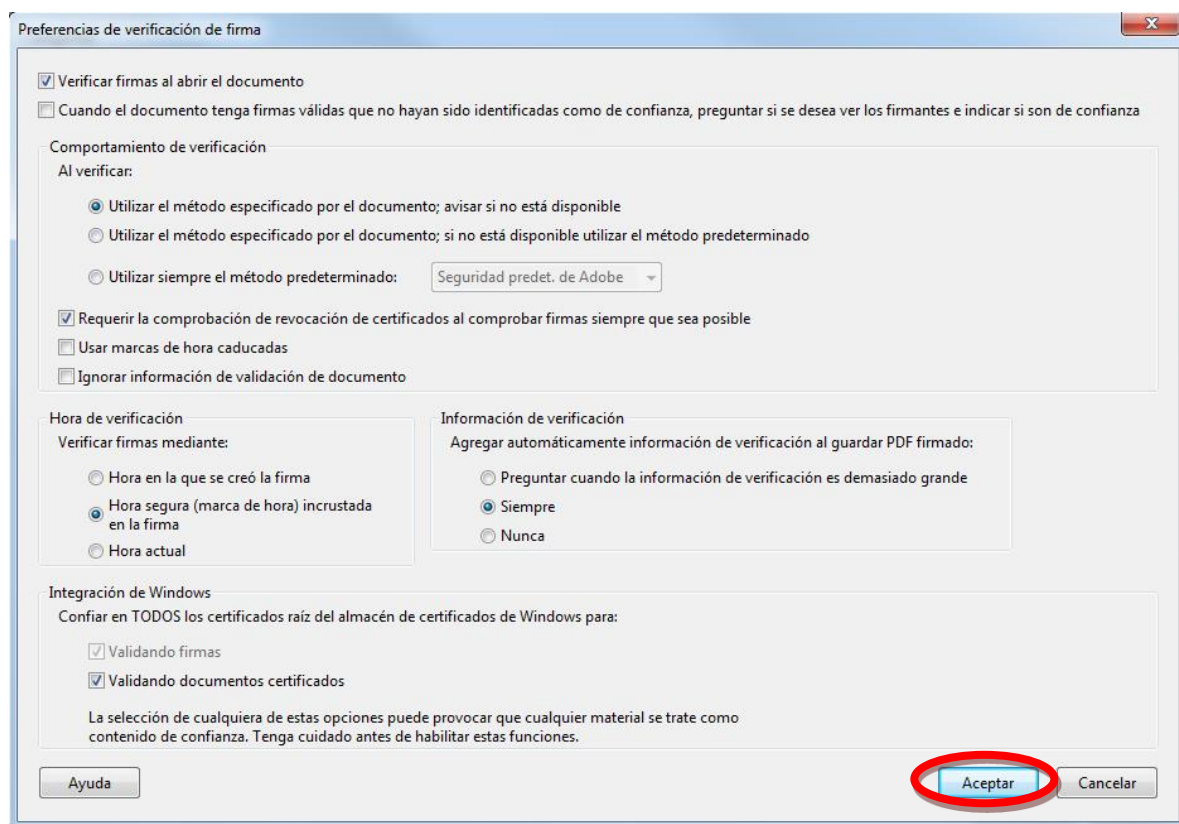 Preferencias de verificación de firma
Verificar firmas al abrir el documento
Cuando el documento tenga firmas válidas que no hayan sido identificadas como de confianza, preguntar si se desea ver los firmantes e indicar si son de confianza
Comportamiento de verificación
Al verificar:
Utilizar el método especificado por el documento; avisar si no está disponible
Utilizar el método especificado por el documento; si no está disponible utilizar el método predeterminado
Utilizar siempre el método predeterminado: Seguridad predet. de Adobe
Requerir la comprobación de revocación de certificados al comprobar firmas siempre que sea posible
Usar marcas de hora caducadas
Ignorar información de validación de documento
Hora de verificación
Verificar firmas mediante:
Hora en la que se creó la firma
Hora segura (marca de hora) incrustada
en la firma
Hora actual
Información de verificación
Agregar automáticamente información de verificación al guardar PDF firmado:
Preguntar cuando la información de verificación es demasiado grande
Siempre
Nunca
Integración de Windows
Confiar en TODOS los certificados raíz del almacén de certificados de Windows para:
Validando firmas
Validando documentos certificados
La selección de cualquiera de estas opciones puede provocar que cualquier material se trate como
contenido de confianza. Tenga cuidado antes de habilitar estas funciones.
Ayuda
Aceptar
Cancelar